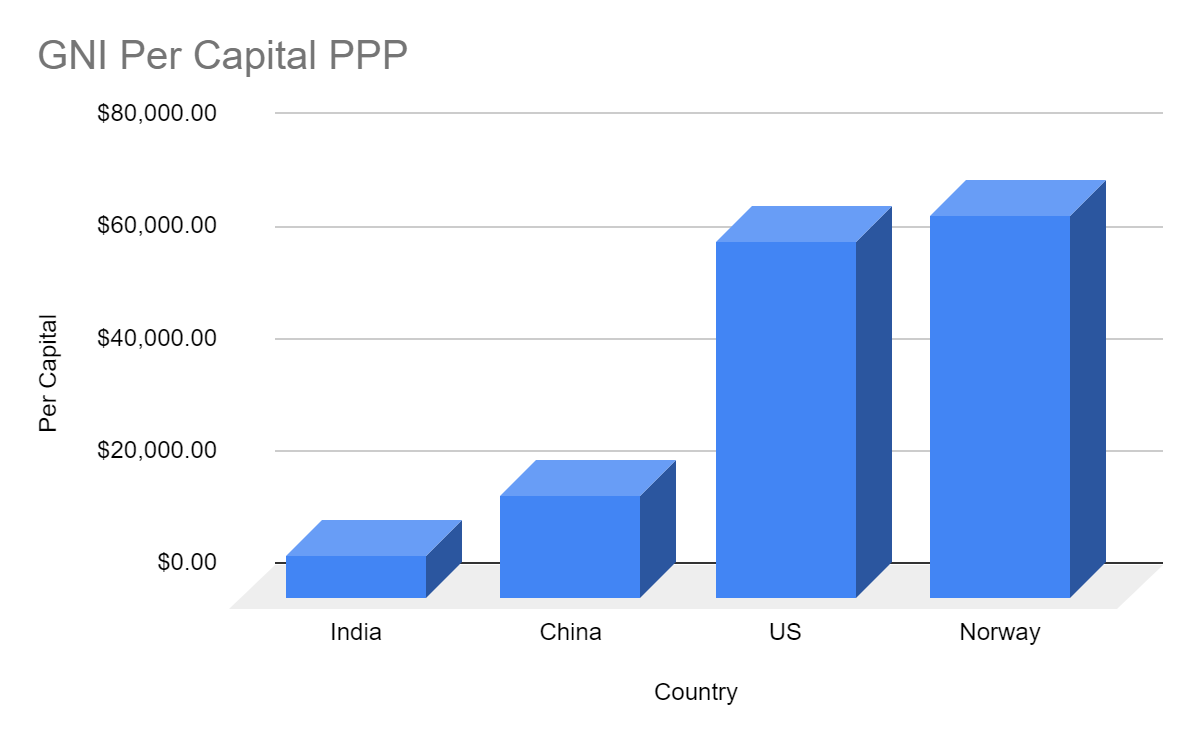 GNI Per Capital PPP
$80,000.00
$60,000.00
$40,000.00
$20,000.00
$0.00
Per Capital
India
China
US
Norway
Country